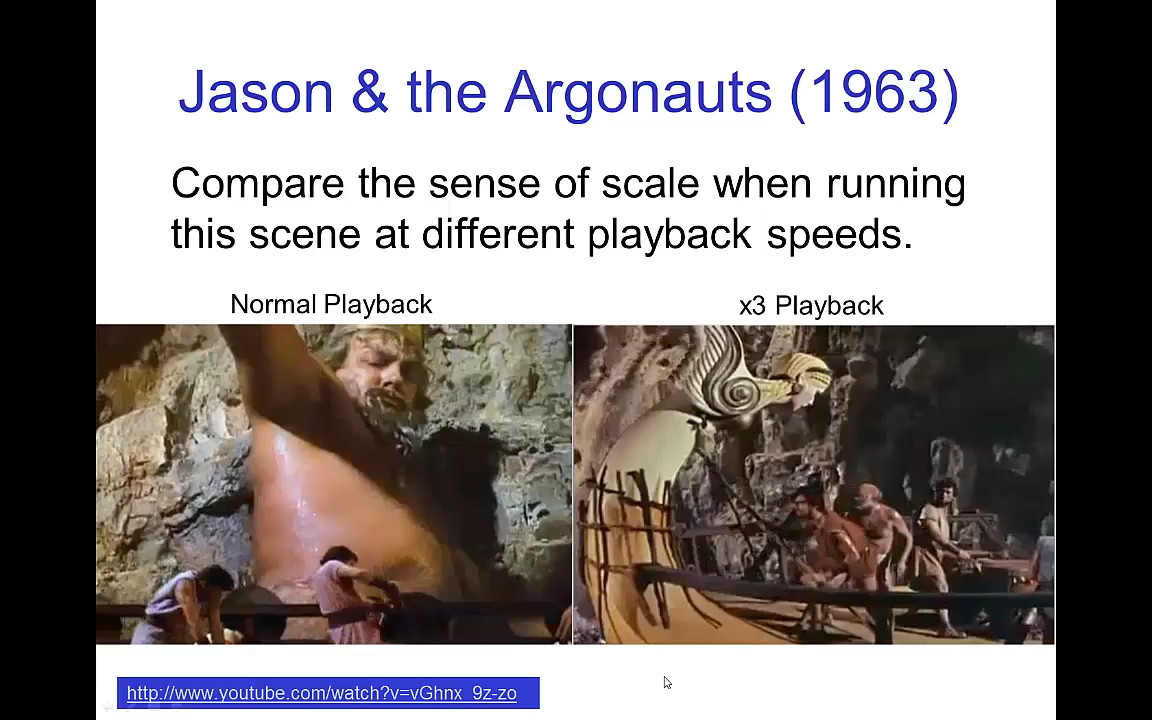 Jason & the Argonauts (1963)
Compare the sense of scale when running
this scene at different playback speeds.
Normal Playback
x3 Playback
http://www.youtube.com/watch?v=vGhnx_9z-zo